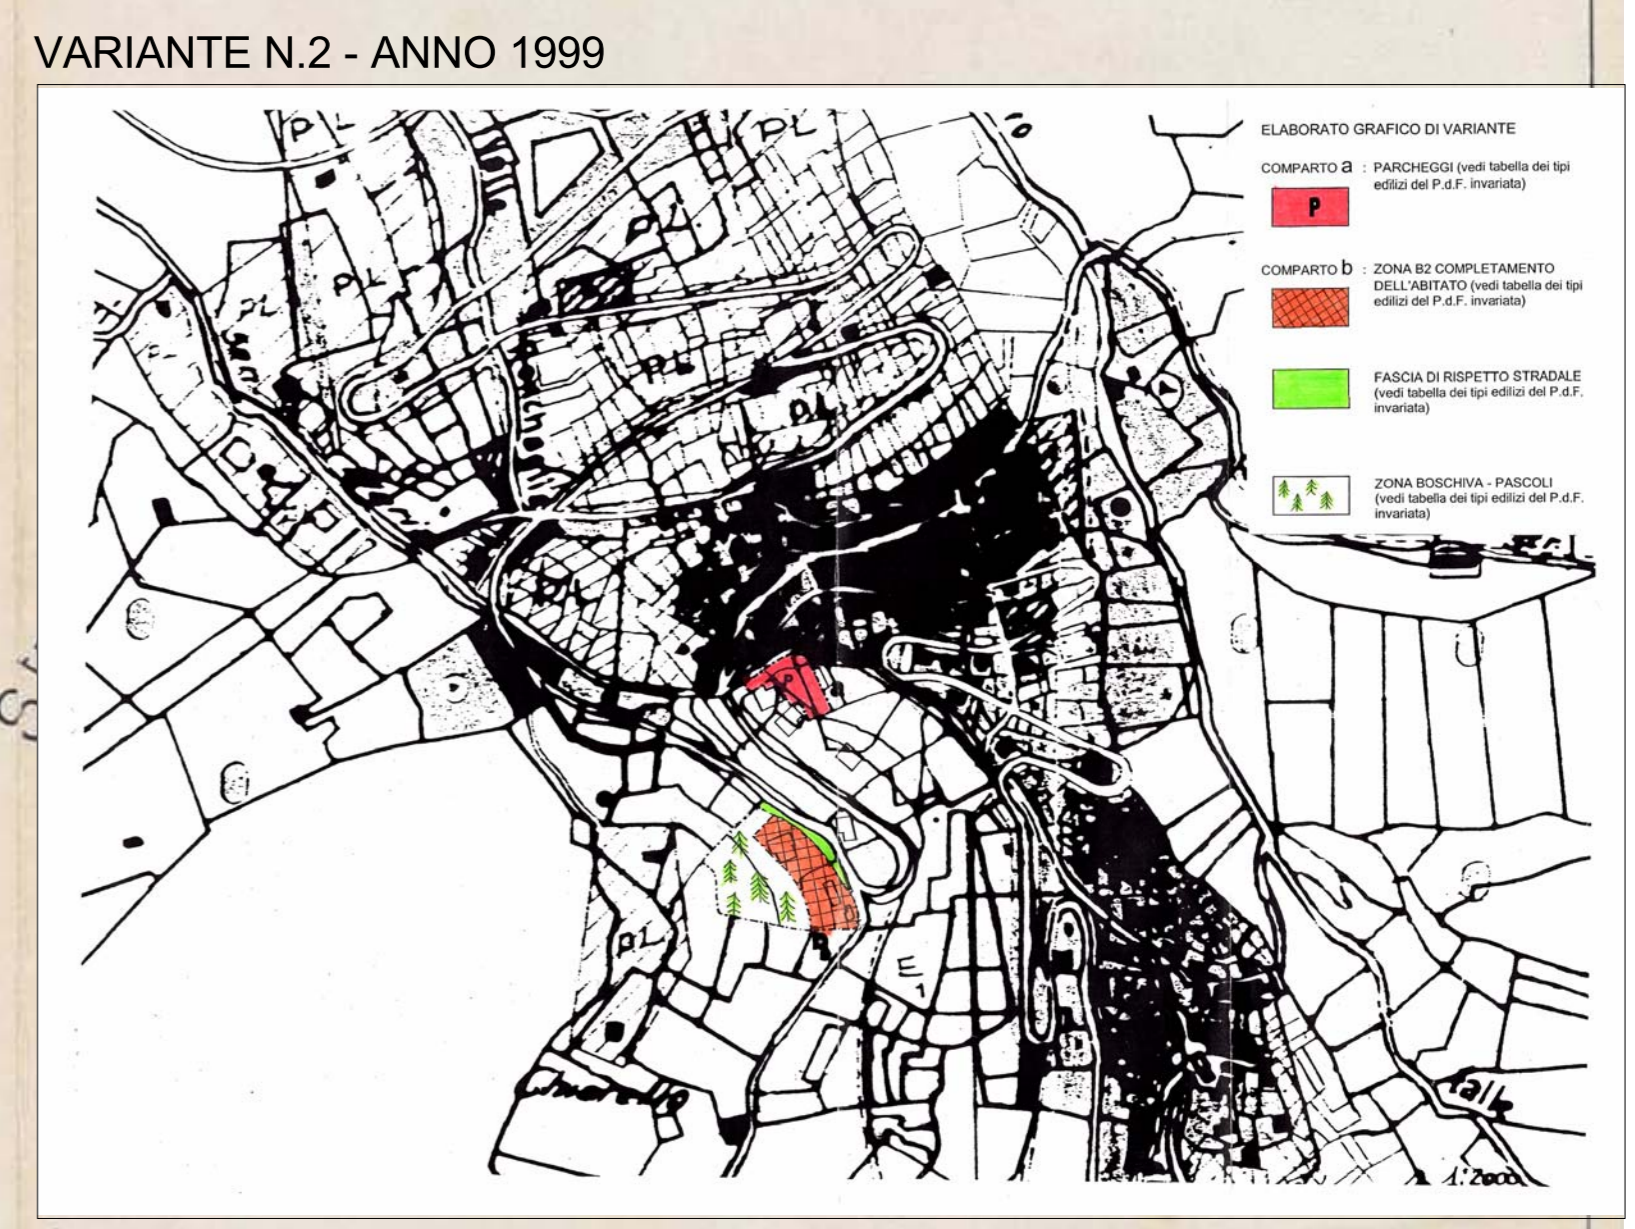 VARIANTE N.2 - ANNO 1999
ELABORATO GRAFICO DI VARIANTE
COMPARTO a : PARCHEGGI (vedi tabella dei tipi
edilizi del P.d.F. invariata)
P
COMPARTO b : ZONA B2 COMPLETAMENTO
DELL'ABITATO (vedi tabella dei tipi
edilizi del P.d.F. invariata)
FASCIA DI RISPETTO STRADALE
(vedi tabella dei tipi edilizi del P.d.F.
invariata)
ZONA BOSCHIVA - PASCOLI
(vedi tabella dei tipi edilizi del P.d.F.
invariata)
PL
PL
PL
PL
PL
PL
PL
PL
P
a
b
PL
E
1
1:2000